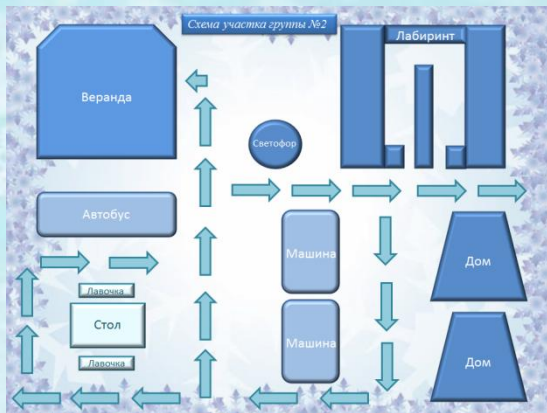 Схема участка группы №2
Лабиринт
Веранда
Светофор
Автобус
Машина
Дом
Лавочка
Стол
Машина
Лавочка
Дом